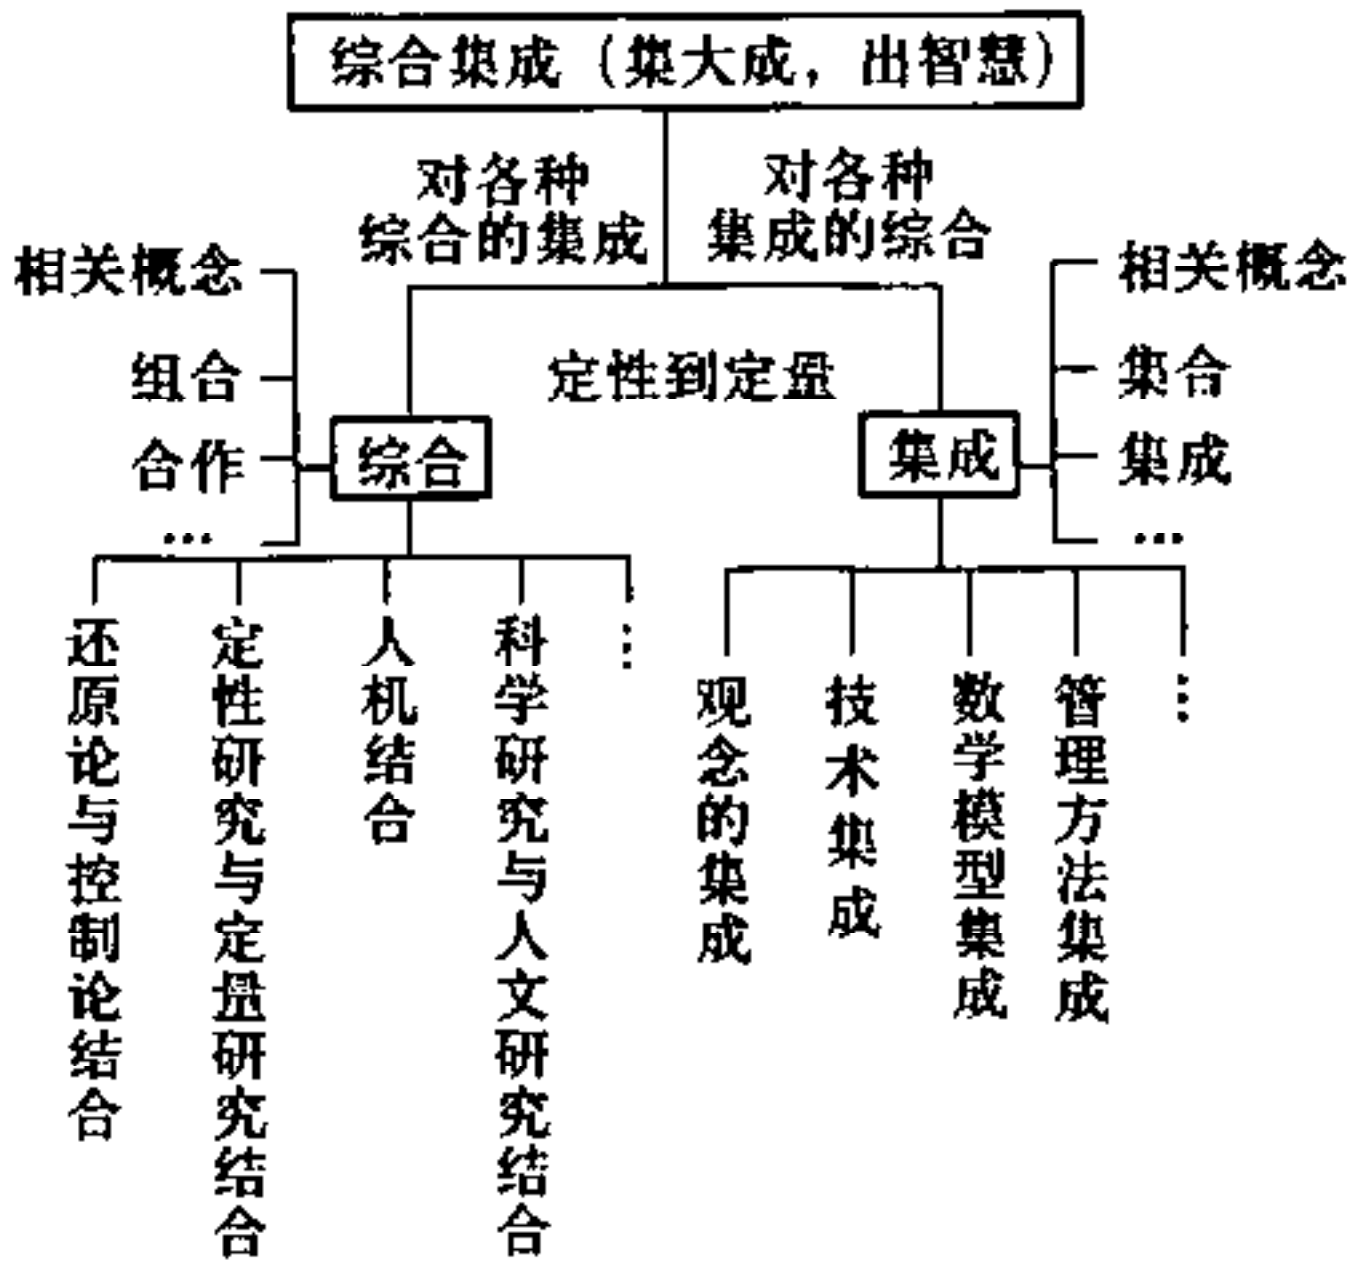 综合集成（集大成，出智慧）
对各种
综合的集成
对各种
集成的综合
相关概念
组合
合作
…
定性到定量
综合
集成
相关概念
集合
集成
…
还原论与控制论结合
定性研究与定量研究结合
人机结合
科学研究与人文研究结合
…
观念的集成
技术集成
数学模型集成
管理方法集成
…